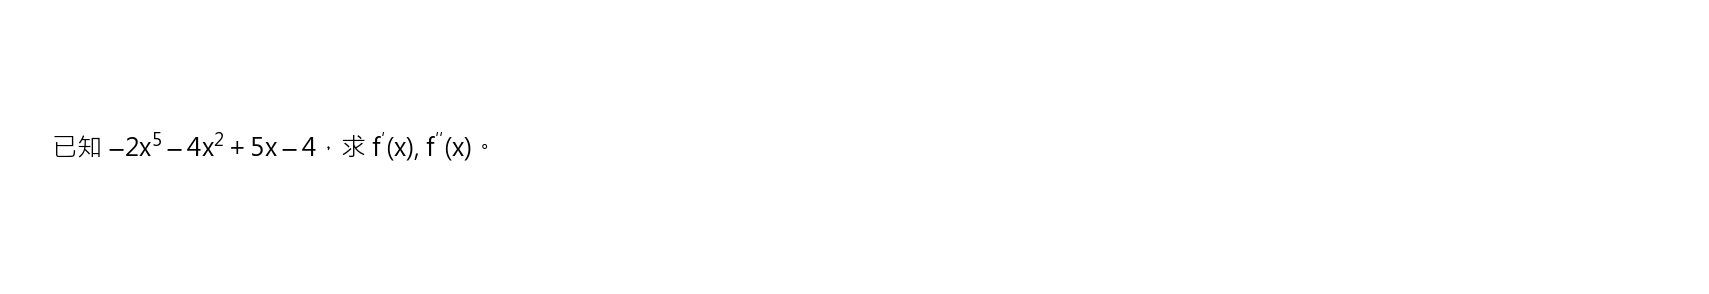 已知 –2x⁵ – 4x² + 5x – 4，求 f′(x), f′′(x)。